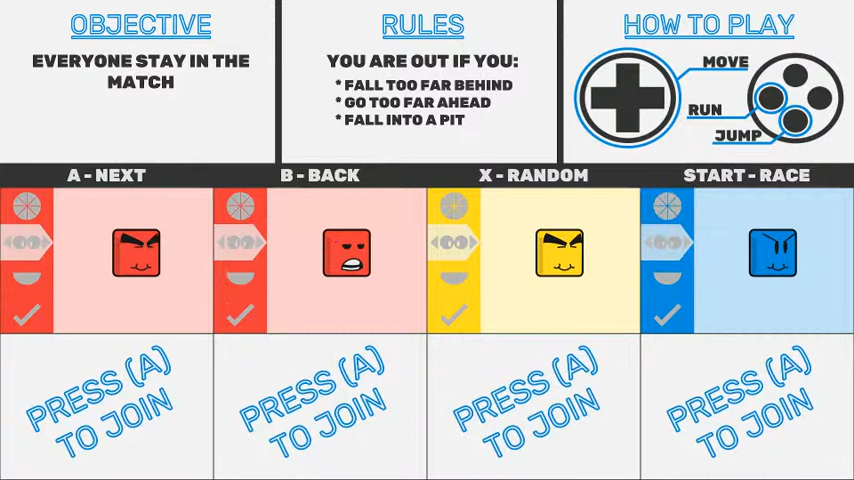 OBJECTIVE
EVERYONE STAY IN THE
MATCH
RULES
YOU ARE OUT IF YOU:
* FALL TOO FAR BEHIND
* GO TOO FAR AHEAD
* FALL INTO A PIT
HOW TO PLAY
MOVE
RUN
JUMP
A - NEXT
B - BACK
X - RANDOM
START - RACE
PRESS (A)
TO JOIN
PRESS (A)
TO JOIN
PRESS (A)
TO JOIN
PRESS (A)
TO JOIN